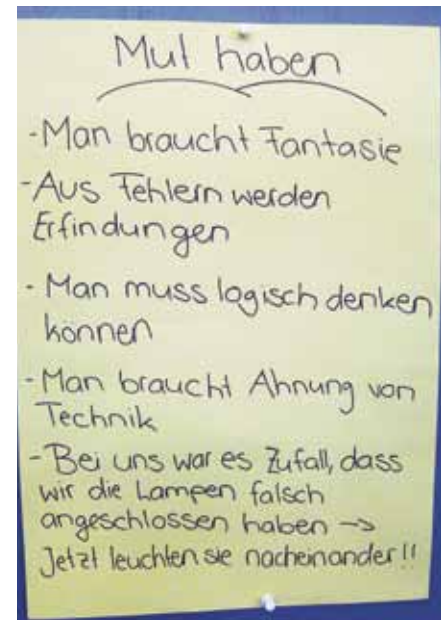 Mut haben
-Man braucht Fantasie
-Aus Fehlern werden
Erfindungen
- Man muss logisch denken
können
-Man braucht Ahnung von
Technik
-Bei uns war es Zufall, dass
wir die Lampen falsch
angeschlossen haben ->
Jetzt leuchten sie nacheinander!!